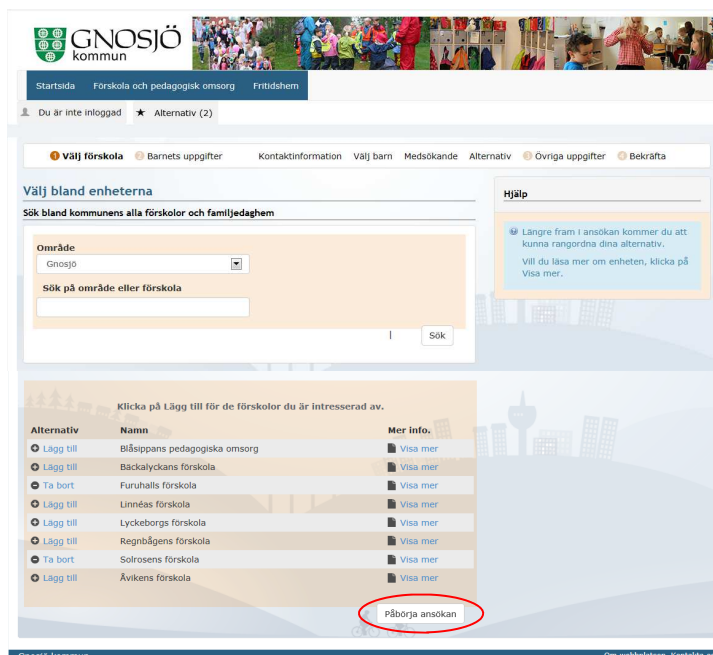 GNOSJÖ
kommun
Startsida Förskola och pedagogisk omsorg Fritidshem
Du är inte inloggad ★ Alternativ (2)
1 Välj förskola 2 Barnets uppgifter Kontaktinformation Välj barn Medsökande Alternativ 3 Övriga uppgifter 4 Bekräfta
Välj bland enheterna
Sök bland kommunens alla förskolor och familjedaghem
Område
Gnosjö
Sök på område eller förskola
| Sök
Hjälp
Längre fram i ansökan kommer du att
kunna rangordna dina alternativ.
Vill du läsa mer om enheten, klicka på
Visa mer.
Klicka på Lägg till för de förskolor du är intresserad av.
Alternativ Namn Mer info.
Lägg till Blåsippans pedagogiska omsorg Visa mer
Lägg till Bäckalyckans förskola Visa mer
Ta bort Furuhalls förskola Visa mer
Lägg till Linnéas förskola Visa mer
Lägg till Lyckeborgs förskola Visa mer
Lägg till Regnbågens förskola Visa mer
Ta bort Solrosens förskola Visa mer
Lägg till Åvikens förskola Visa mer
Påbörja ansökan